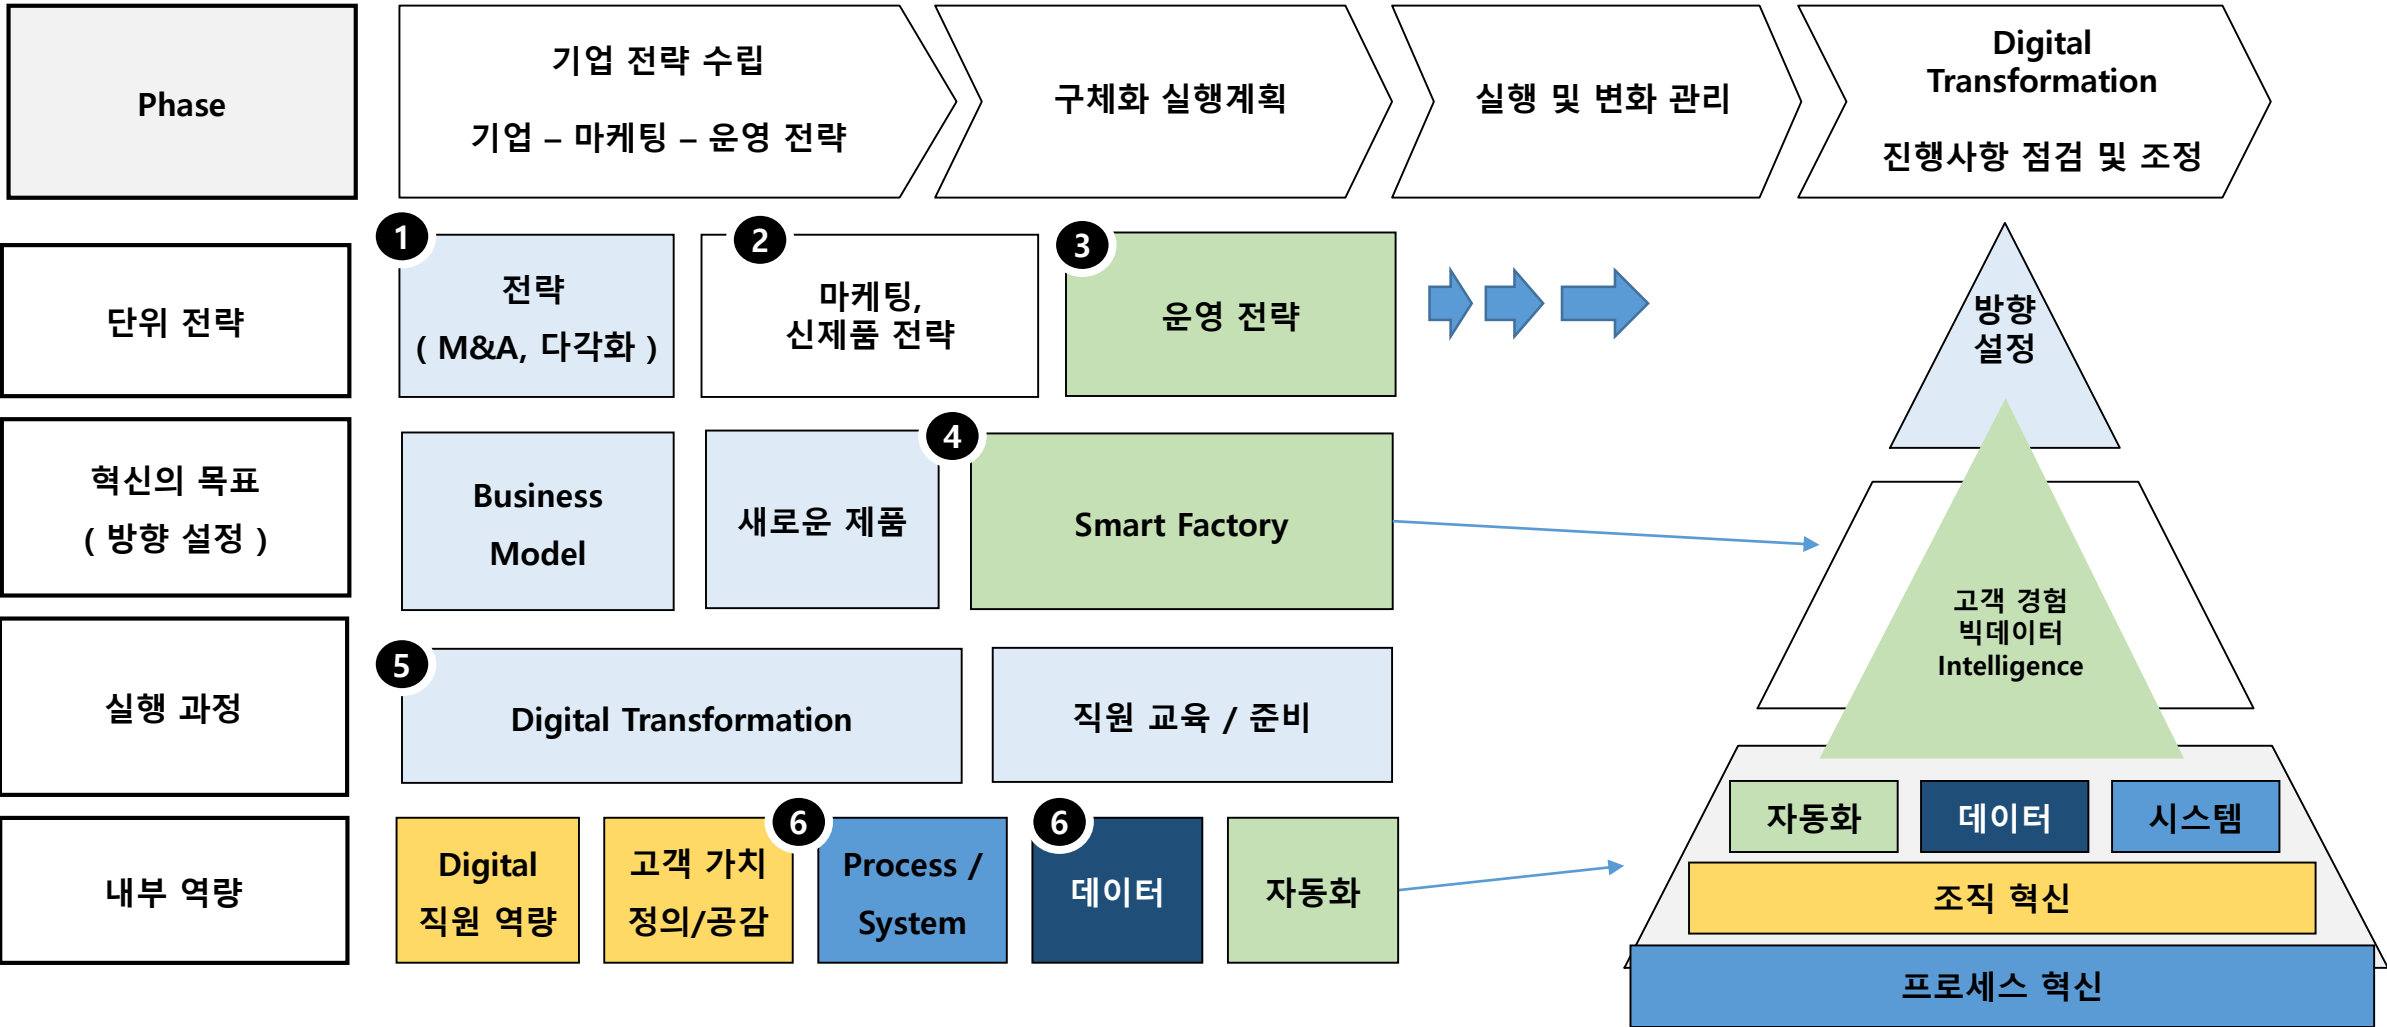 Phase
기업 전략 수립
기업 – 마케팅 – 운영 전략
구체화 실행계획
실행 및 변화 관리
Digital
Transformation
진행사항 점검 및 조정
단위 전략
1
전략
( M&A, 다각화 )
2
마케팅,
신제품 전략
3
운영 전략
방향
설정
혁신의 목표
( 방향 설정 )
Business
Model
새로운 제품
4
Smart Factory
고객 경험
빅데이터
Intelligence
실행 과정
5
Digital Transformation
직원 교육 / 준비
내부 역량
Digital
직원 역량
고객 가치
정의/공감
6
Process /
System
6
데이터
자동화
자동화
데이터
시스템
조직 혁신
프로세스 혁신